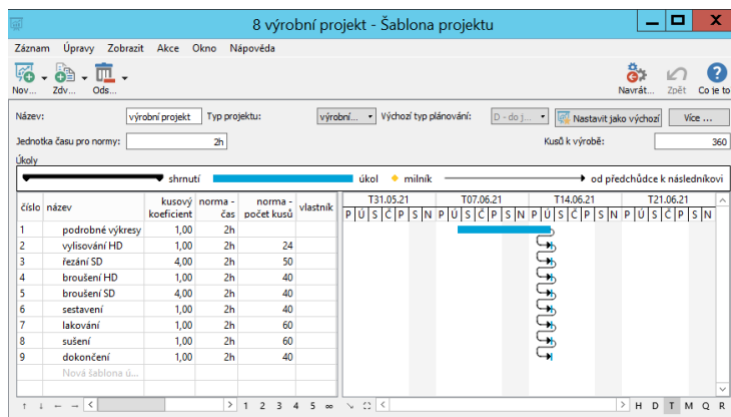 8 výrobní projekt - Šablona projektu
Záznam Úpravy Zobrazit Akce Okno Nápověda
Nov... Zdv... Ods... Navrát... Zpět Co je to
Název: výrobní projekt Typ projektu: výrobní... Výchozí typ plánování: D - do j... Nastavit jako výchozí Více ...
Jednotka času pro normy: 2h Kusů k výrobě: 360
Úkoly
shrnutí úkol milník od předchůdce k následníkovi
číslo název kusový koeficient norma - čas norma - počet kusů vlastník T31.05.21 T07.06.21 T14.06.21 T21.06.21
P Ú S Č P S N P Ú S Č P S N P Ú S Č P S N P Ú S Č P S N
1 podrobné výkresy 1,00 2h
2 vylisování HD 1,00 2h 24
3 řezání SD 4,00 2h 50
4 broušení HD 1,00 2h 40
5 broušení SD 4,00 2h 40
6 sestavení 1,00 2h 40
7 lakování 1,00 2h 60
8 sušení 1,00 2h 60
9 dokončení 1,00 2h 40
Nová šablona ú...
1 2 3 4 5 ∞ H D T M Q R